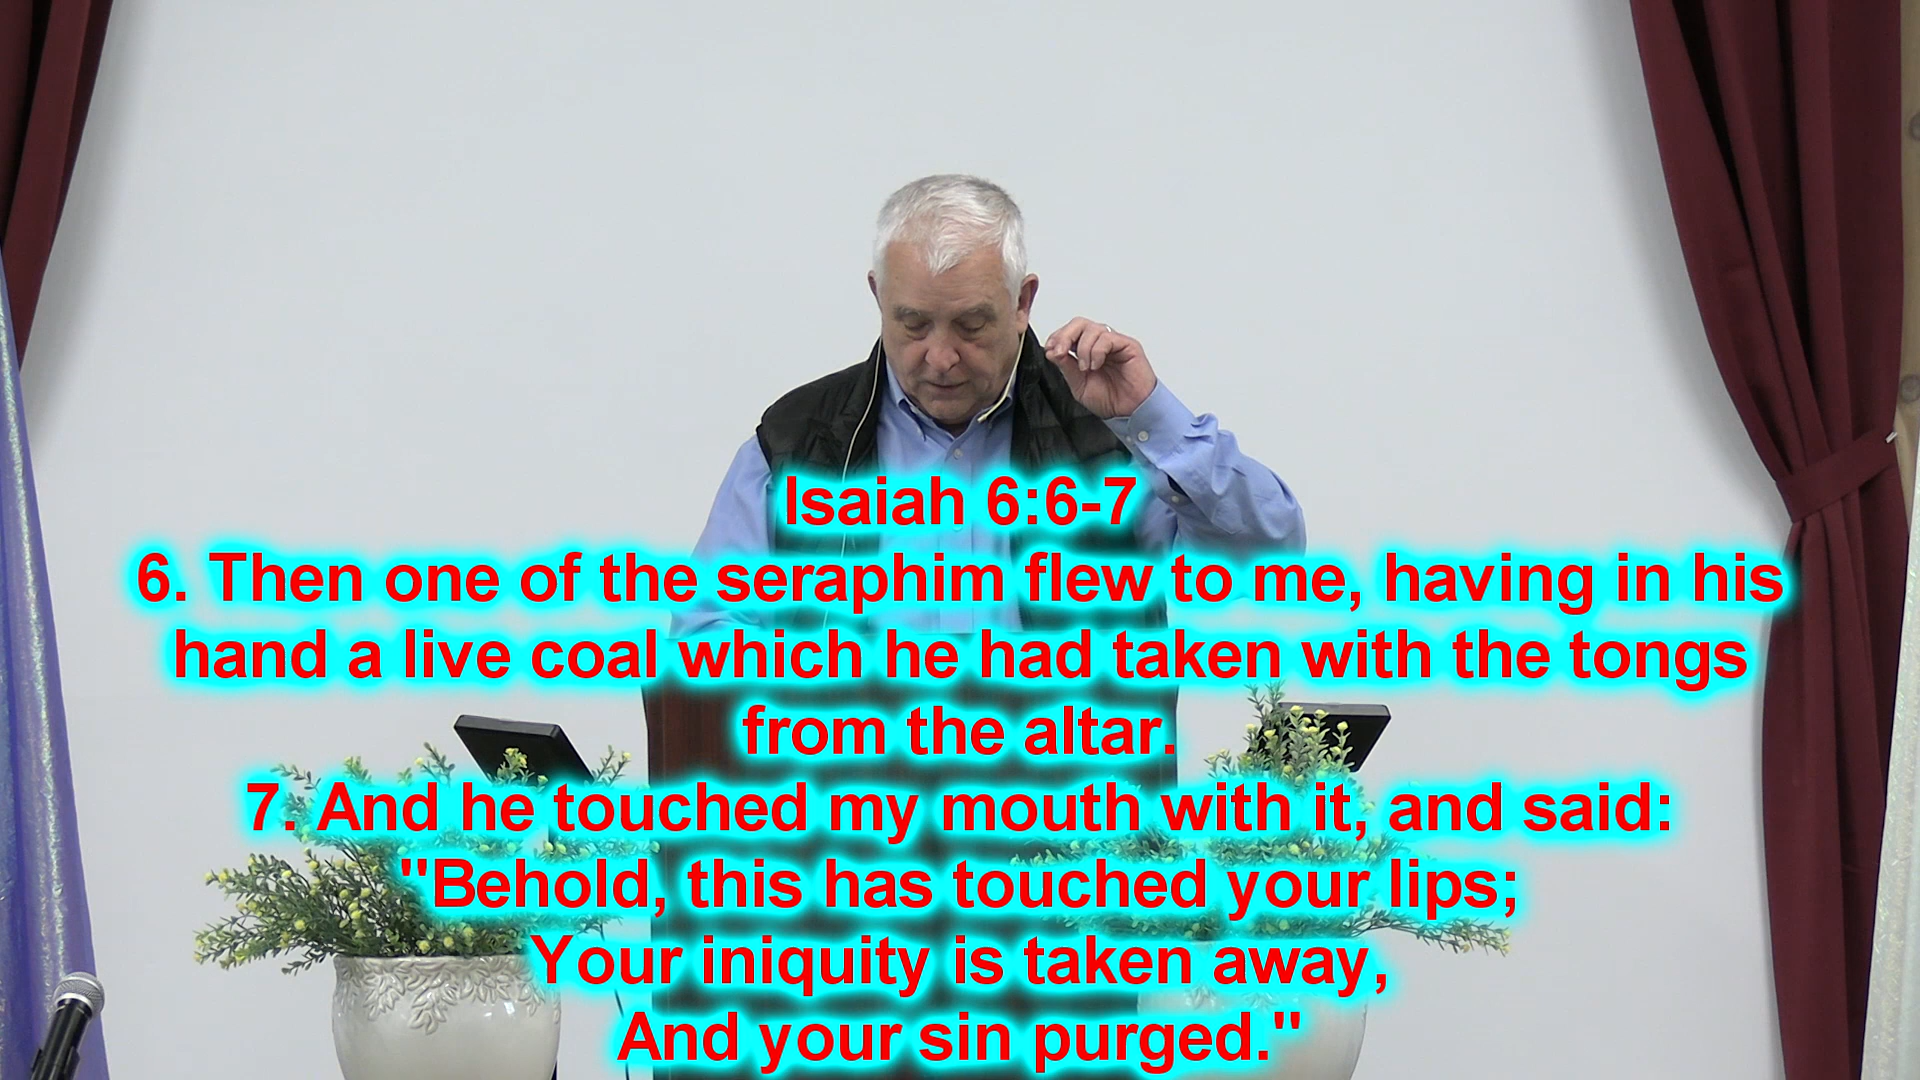 Isaiah 6:6-7
6. Then one of the seraphim flew to me, having in his
hand a live coal which he had taken with the tongs
from the altar.
7. And he touched my mouth with it, and said:
"Behold, this has touched your lips;
Your iniquity is taken away,
And your sin purged."